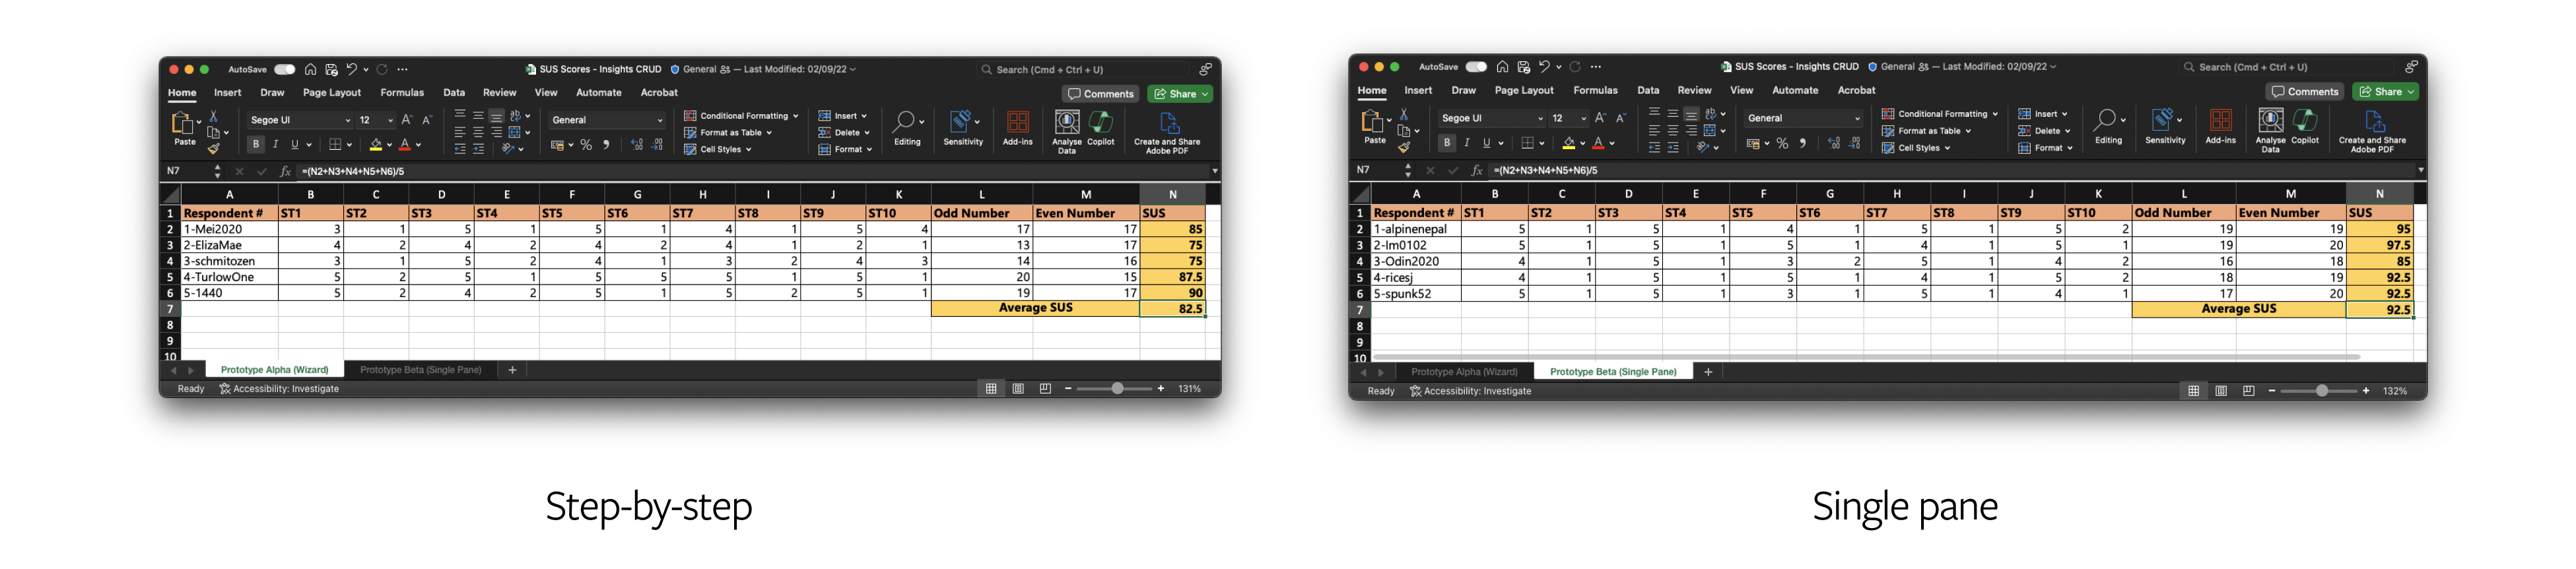 AutoSave
SUS Scores - Insights CRUD General — Last Modified: 02/09/22
Search (Cmd + Ctrl + U)
Home Insert Draw Page Layout Formulas Data Review View Automate Acrobat
Comments Share
Paste
Segoe UI 12
General
Conditional Formatting
Format as Table
Cell Styles
Insert
Delete
Format
Editing
Sensitivity
Add-ins
Analyse Data
Copilot
Create and Share Adobe PDF
N7 fx =(N2+N3+N4+N5+N6)/5
A B C D E F G H I J K L M N
1 Respondent # ST1 ST2 ST3 ST4 ST5 ST6 ST7 ST8 ST9 ST10 Odd Number Even Number SUS
2 1-Mei2020 3 1 5 1 5 1 4 1 5 4 17 17 85
3 2-ElizaMae 4 2 4 2 4 2 4 1 2 1 13 17 75
4 3-schmitozen 3 1 5 2 4 1 3 2 4 3 14 16 75
5 4-TurlowOne 5 2 5 1 5 5 5 1 5 1 20 15 87.5
6 5-1440 5 2 4 2 5 1 5 2 5 1 19 17 90
7 Average SUS 82.5
8
9
10
Prototype Alpha (Wizard) Prototype Beta (Single Pane) +
Ready Accessibility: Investigate 131%
Step-by-step
AutoSave
SUS Scores - Insights CRUD General — Last Modified: 02/09/22
Search (Cmd + Ctrl + U)
Home Insert Draw Page Layout Formulas Data Review View Automate Acrobat
Comments Share
Paste
Segoe UI 12
General
Conditional Formatting
Format as Table
Cell Styles
Insert
Delete
Format
Editing
Sensitivity
Add-ins
Analyse Data
Copilot
Create and Share Adobe PDF
N7 fx =(N2+N3+N4+N5+N6)/5
A B C D E F G H I J K L M N
1 Respondent # ST1 ST2 ST3 ST4 ST5 ST6 ST7 ST8 ST9 ST10 Odd Number Even Number SUS
2 1-alpinenepal 5 1 5 1 4 1 5 1 5 2 19 19 95
3 2-lm0102 5 1 5 1 5 1 4 1 5 1 19 20 97.5
4 3-Odin2020 4 1 5 1 3 2 5 1 4 2 16 18 85
5 4-ricesj 4 1 5 1 5 1 4 1 5 2 18 19 92.5
6 5-spunk52 5 1 5 1 3 1 5 1 4 1 17 20 92.5
7 Average SUS 92.5
8
9
10
Prototype Alpha (Wizard) Prototype Beta (Single Pane) +
Ready Accessibility: Investigate 132%
Single pane